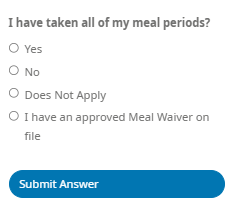 I have taken all of my meal periods?
Yes
No
Does Not Apply
I have an approved Meal Waiver on
file
Submit Answer